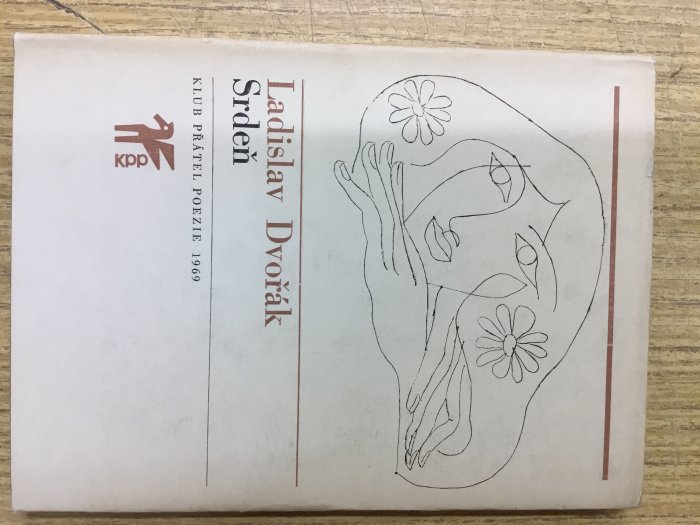 Ladislav Dvořák
Srdeň
KLUB PŘÁTEL POEZIE 1969
KPP